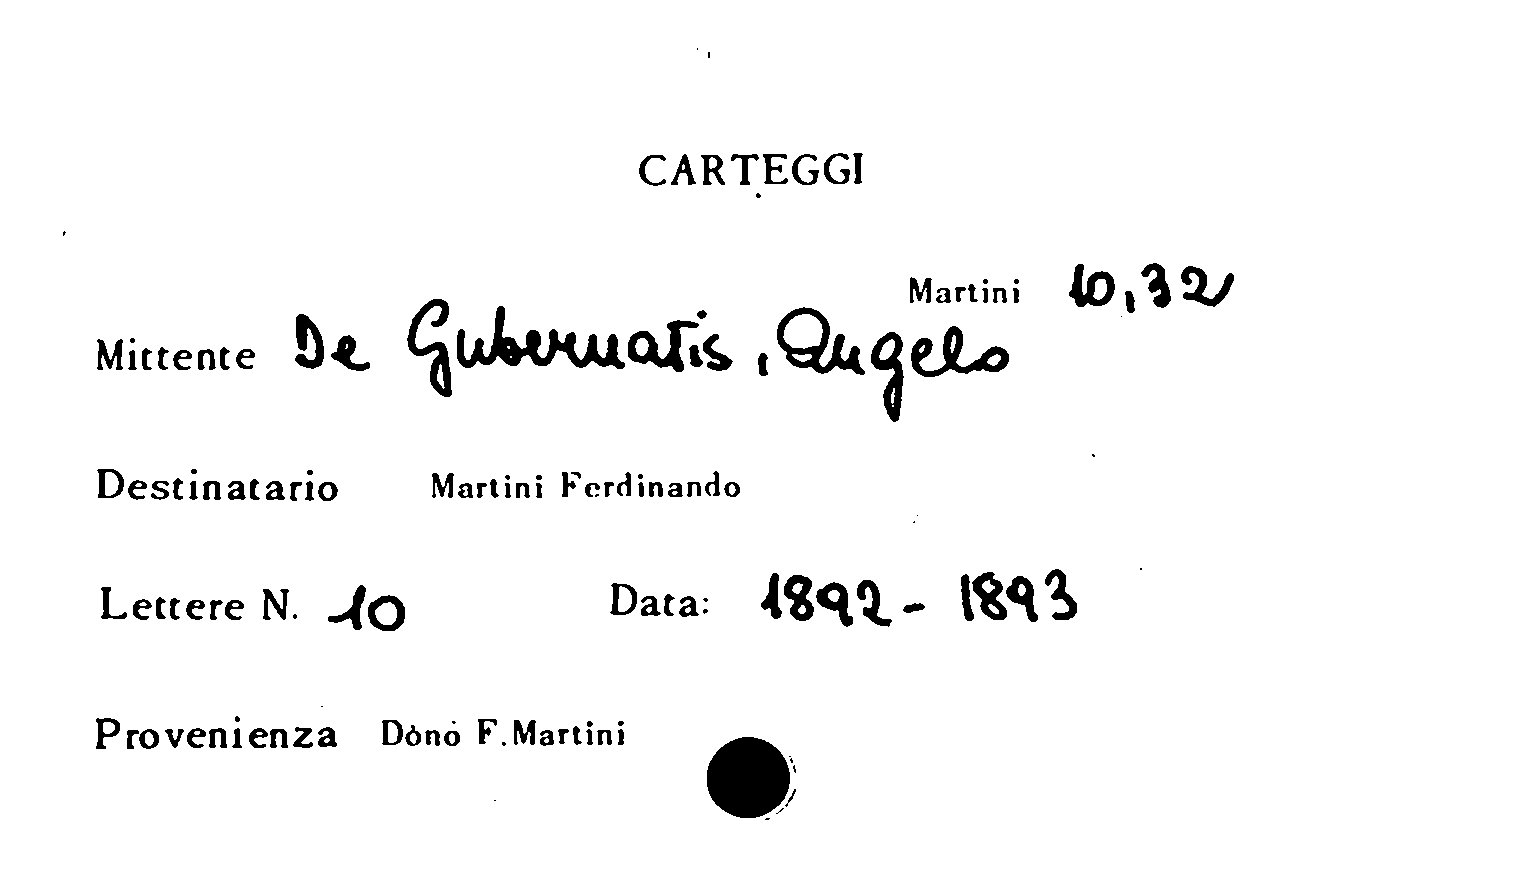 CARTEGGI
Martini 10,32
Mittente De Gubernatis, Angelo
Destinatario Martini Ferdinando
Lettere N. 10 Data: 1892 - 1893
Provenienza Dono F. Martini